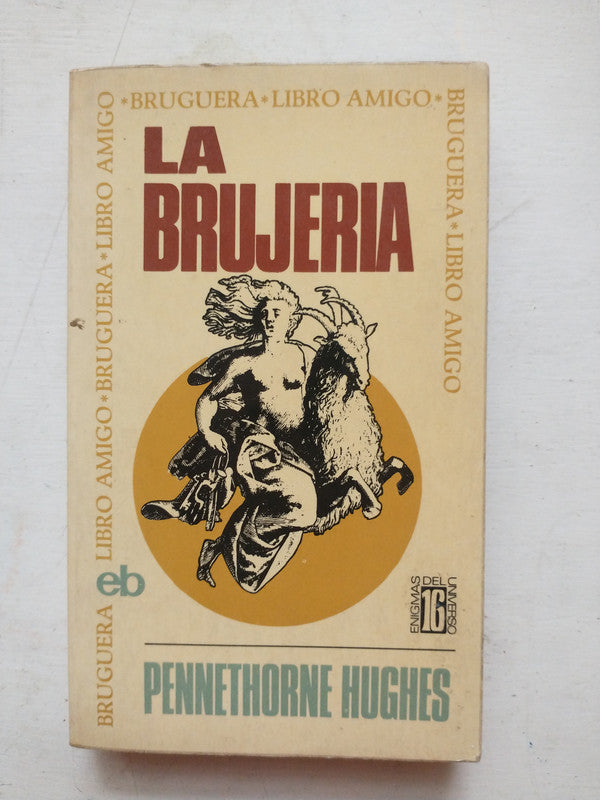 *BRUGUERA*LIBRO AMIGO*
BRUGUERA*LIBRO AMIGO
BRUGUERA LIBRO AMIGO*BRUGUERA*LIBRO AMIGO
LA
BRUJERIA
eb
ENIGMAS
DEL
16
UNIVERSO
PENNETHORNE HUGHES